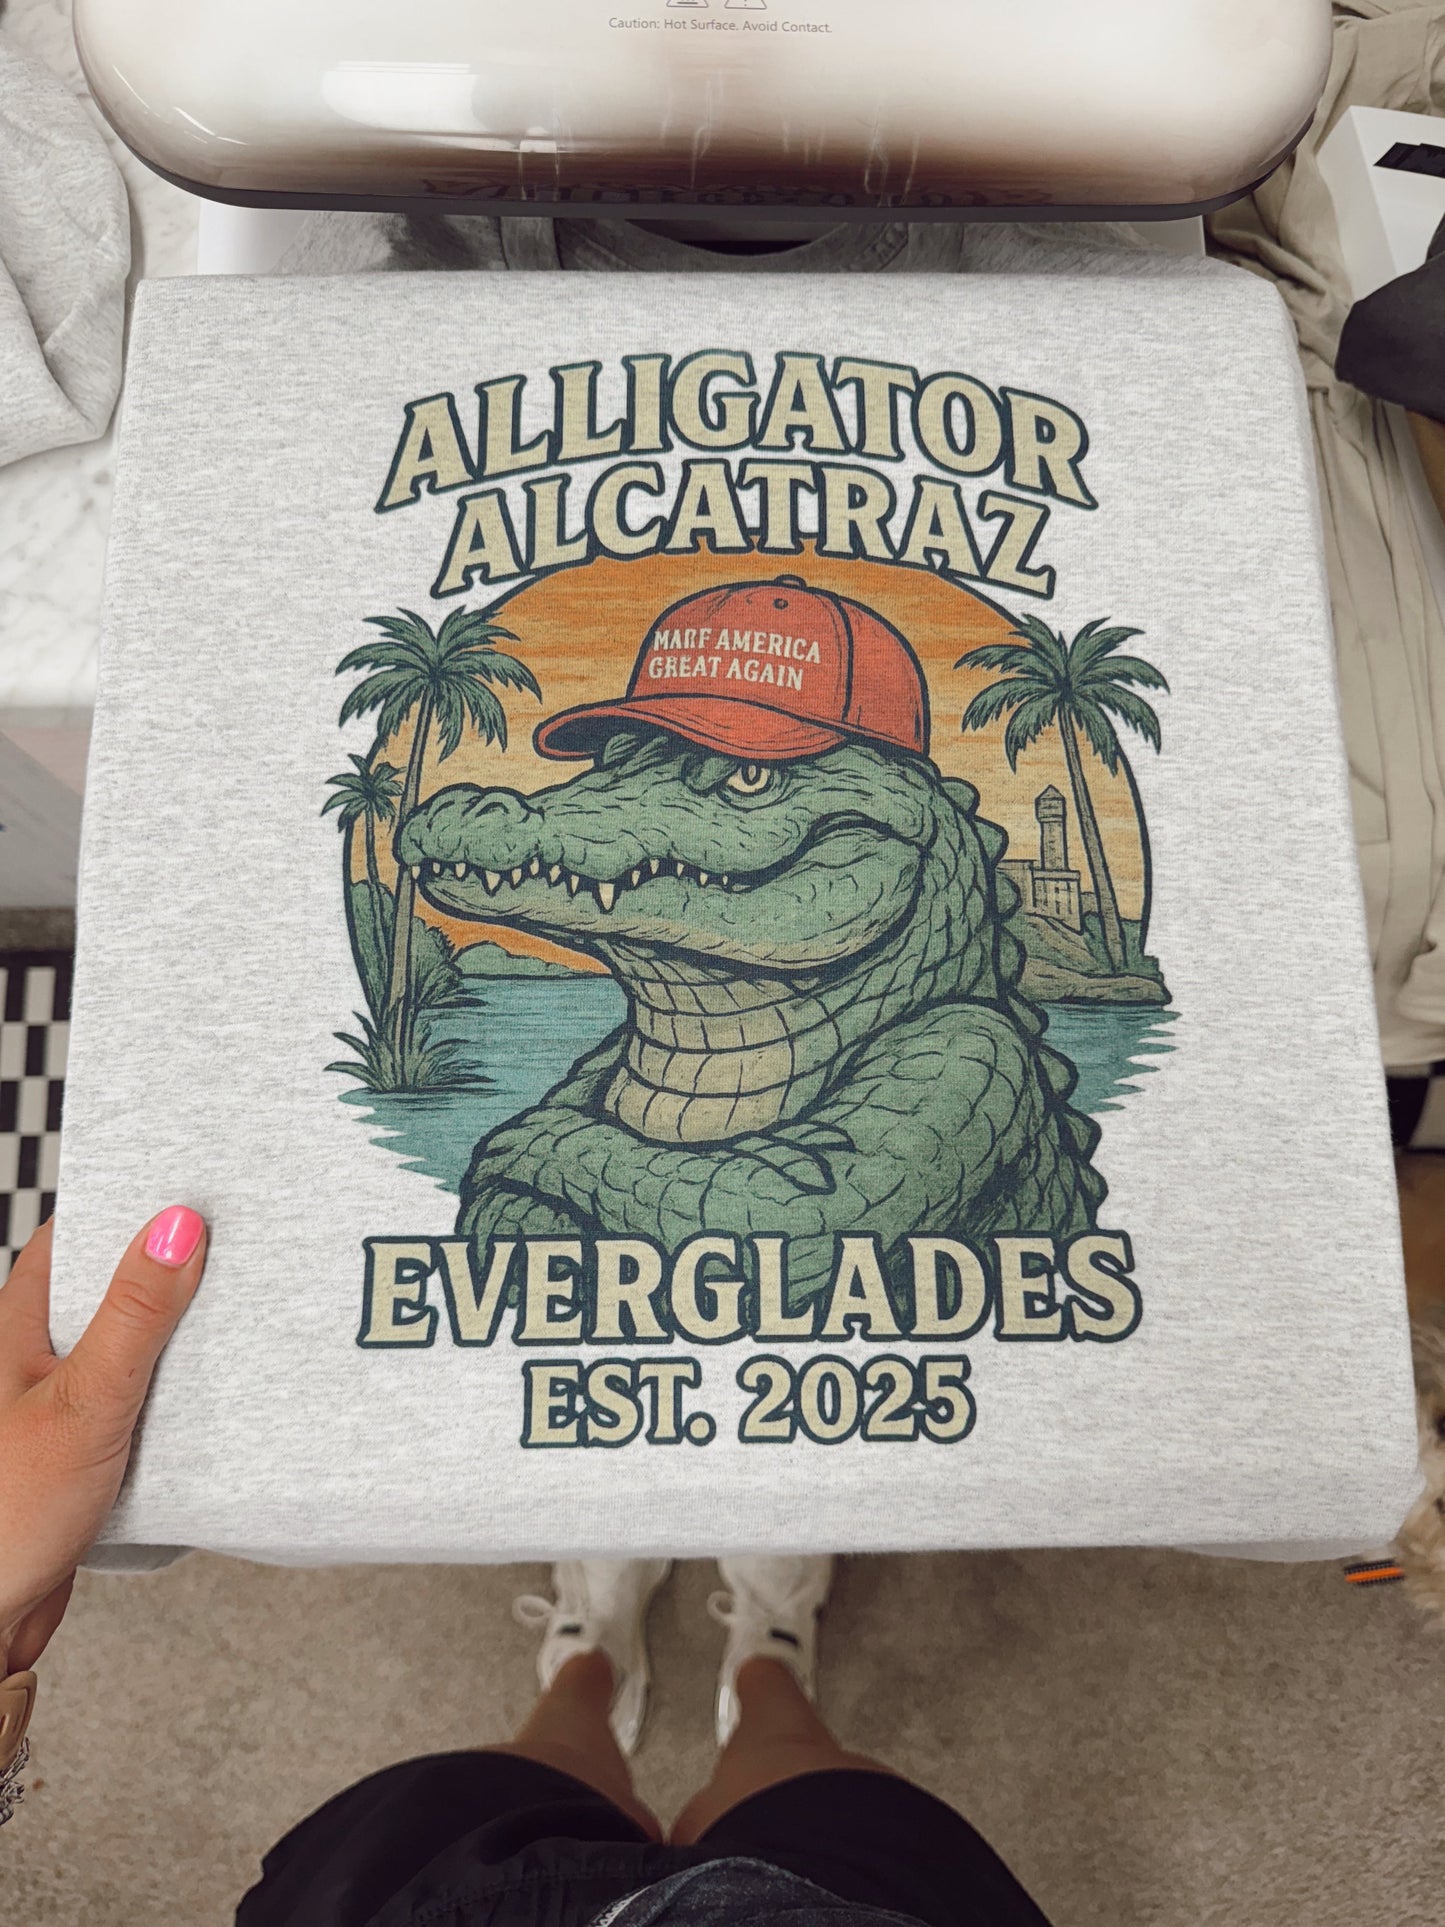 Caution: Hot Surface. Avoid Contact.
ALLIGATOR
ALCATRAZ
MARF AMERICA
GREAT AGAIN
EVERGLADES
EST. 2025